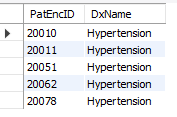 PatEncID DxName
20010 Hypertension
20011 Hypertension
20051 Hypertension
20062 Hypertension
20078 Hypertension